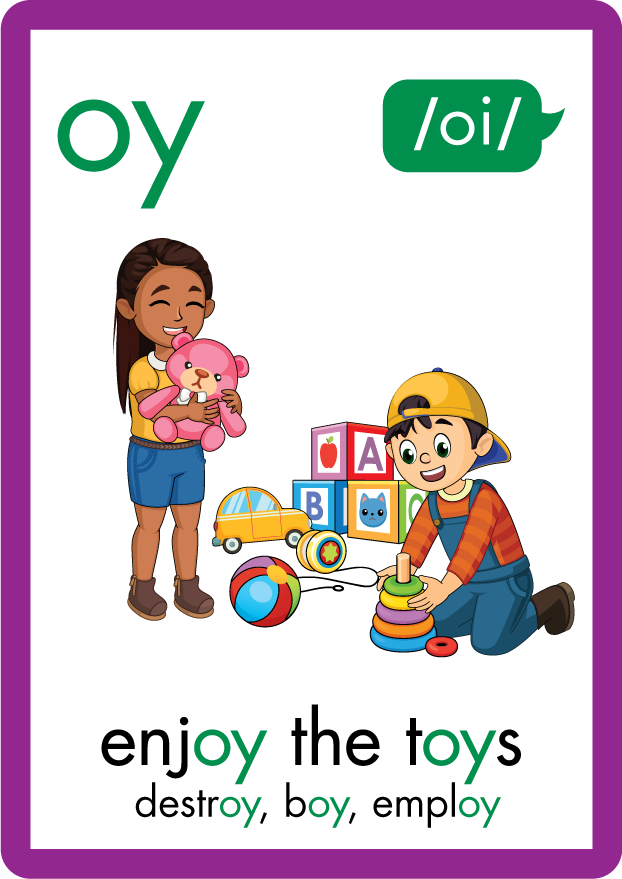 oy
/oi/
A
B
C
enjoy the toys
destroy, boy, employ